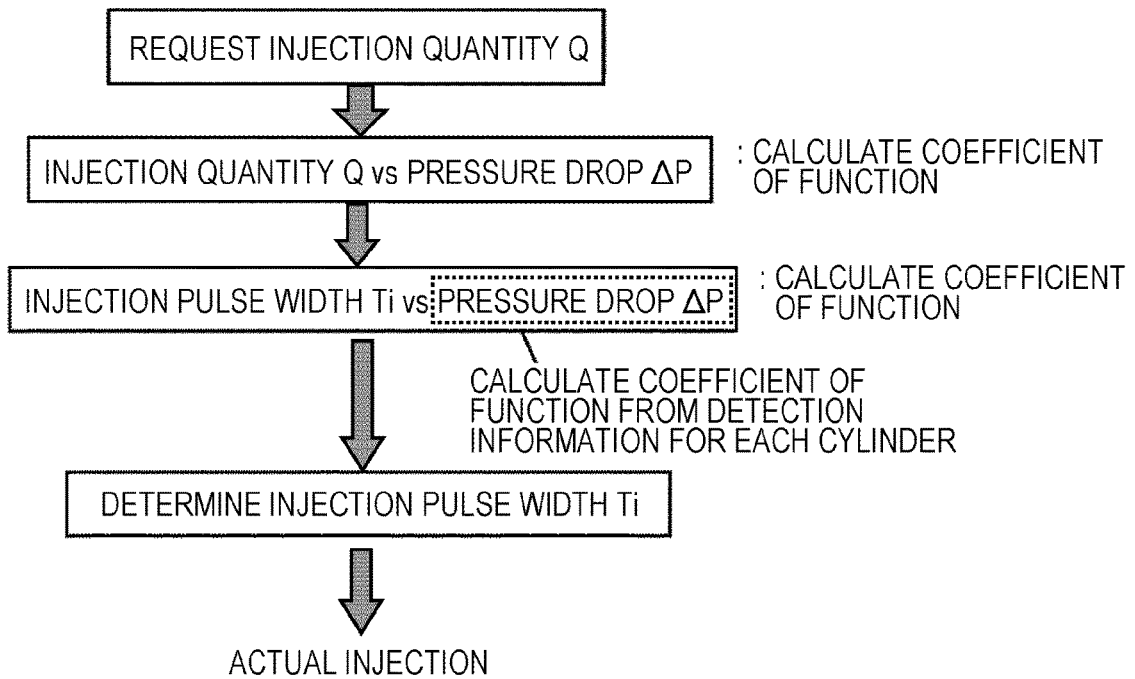 REQUEST INJECTION QUANTITY Q
INJECTION QUANTITY Q vs PRESSURE DROP ΔP
: CALCULATE COEFFICIENT
OF FUNCTION
INJECTION PULSE WIDTH Ti vs PRESSURE DROP ΔP
: CALCULATE COEFFICIENT
OF FUNCTION
CALCULATE COEFFICIENT OF
FUNCTION FROM DETECTION
INFORMATION FOR EACH CYLINDER
DETERMINE INJECTION PULSE WIDTH Ti
ACTUAL INJECTION